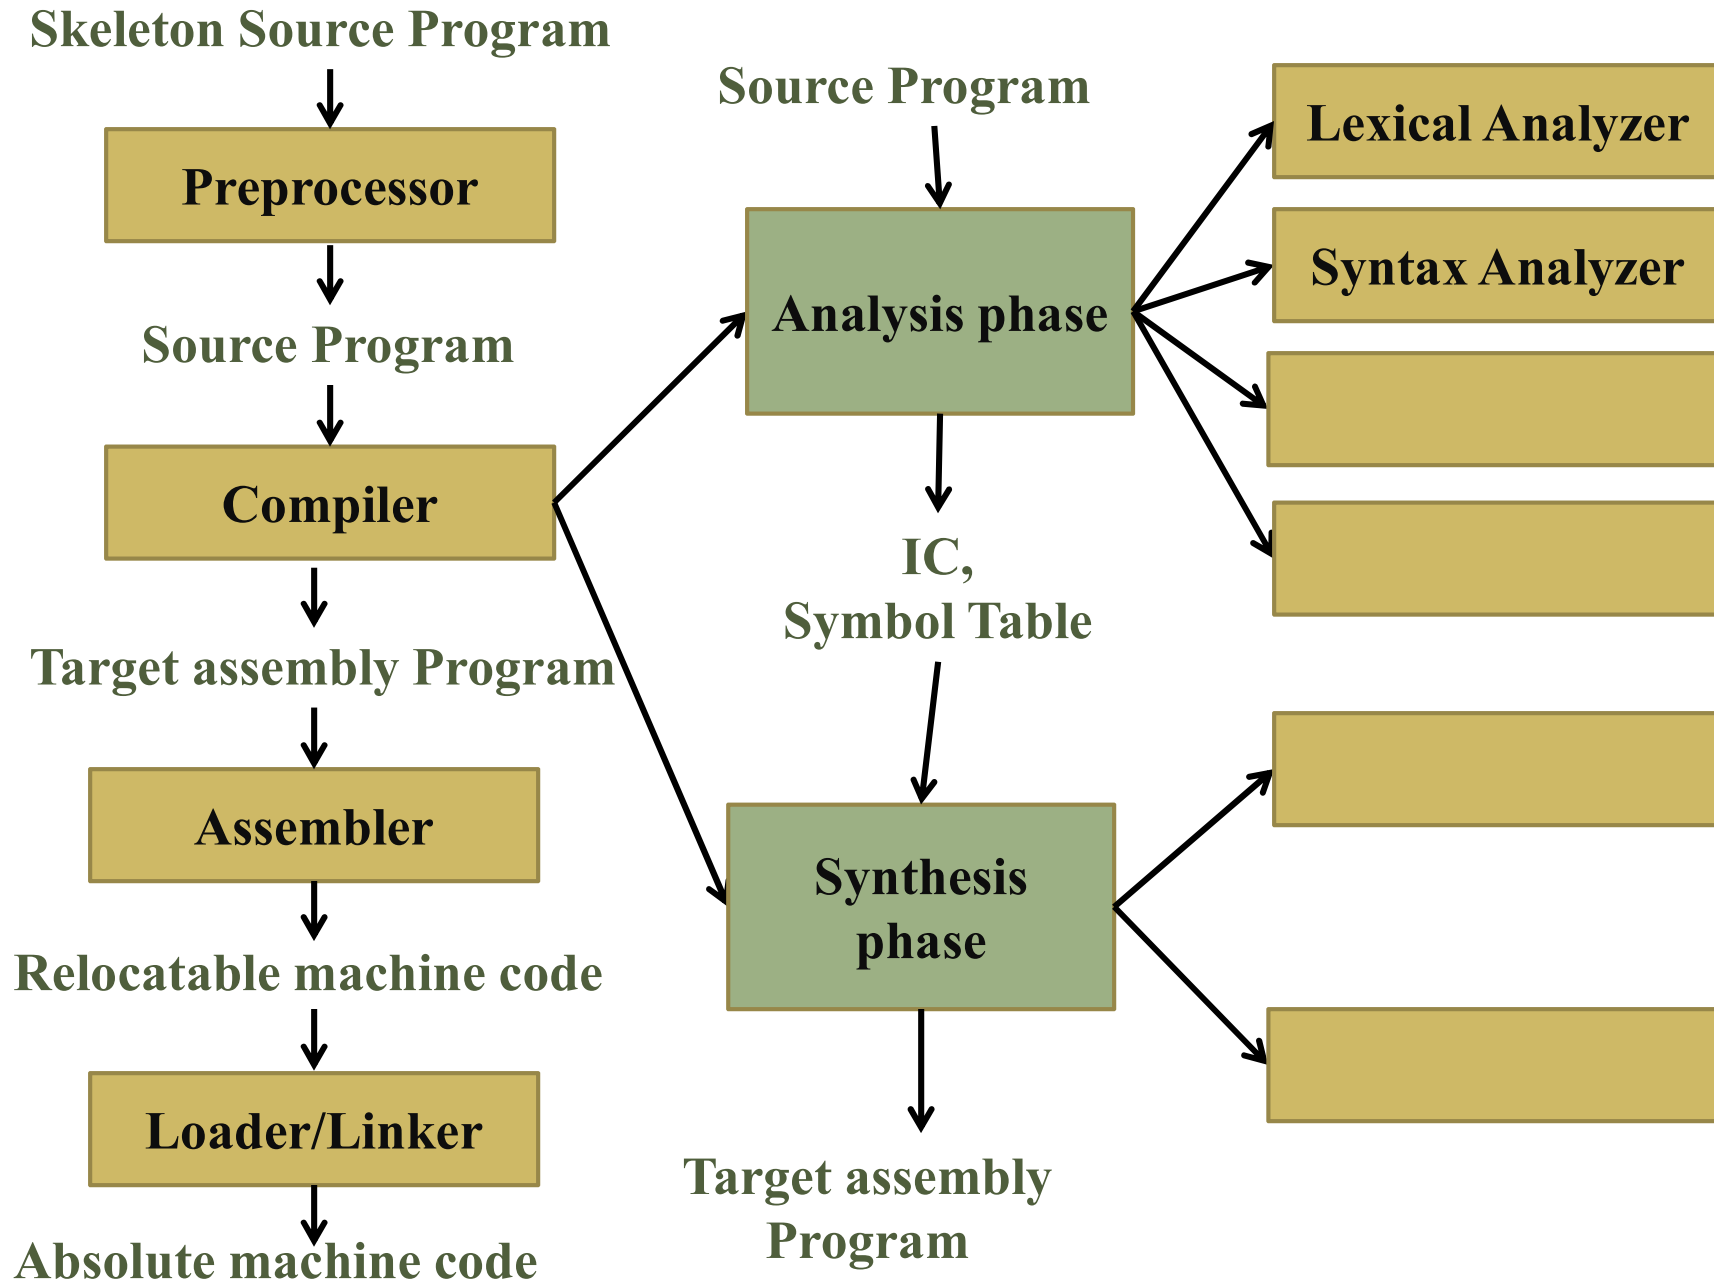 Skeleton Source Program
Preprocessor
Source Program
Compiler
Target assembly Program
Assembler
Relocatable machine code
Loader/Linker
Absolute machine code
Source Program
Analysis phase
IC,
Symbol Table
Synthesis
phase
Target assembly
Program
Lexical Analyzer
Syntax Analyzer